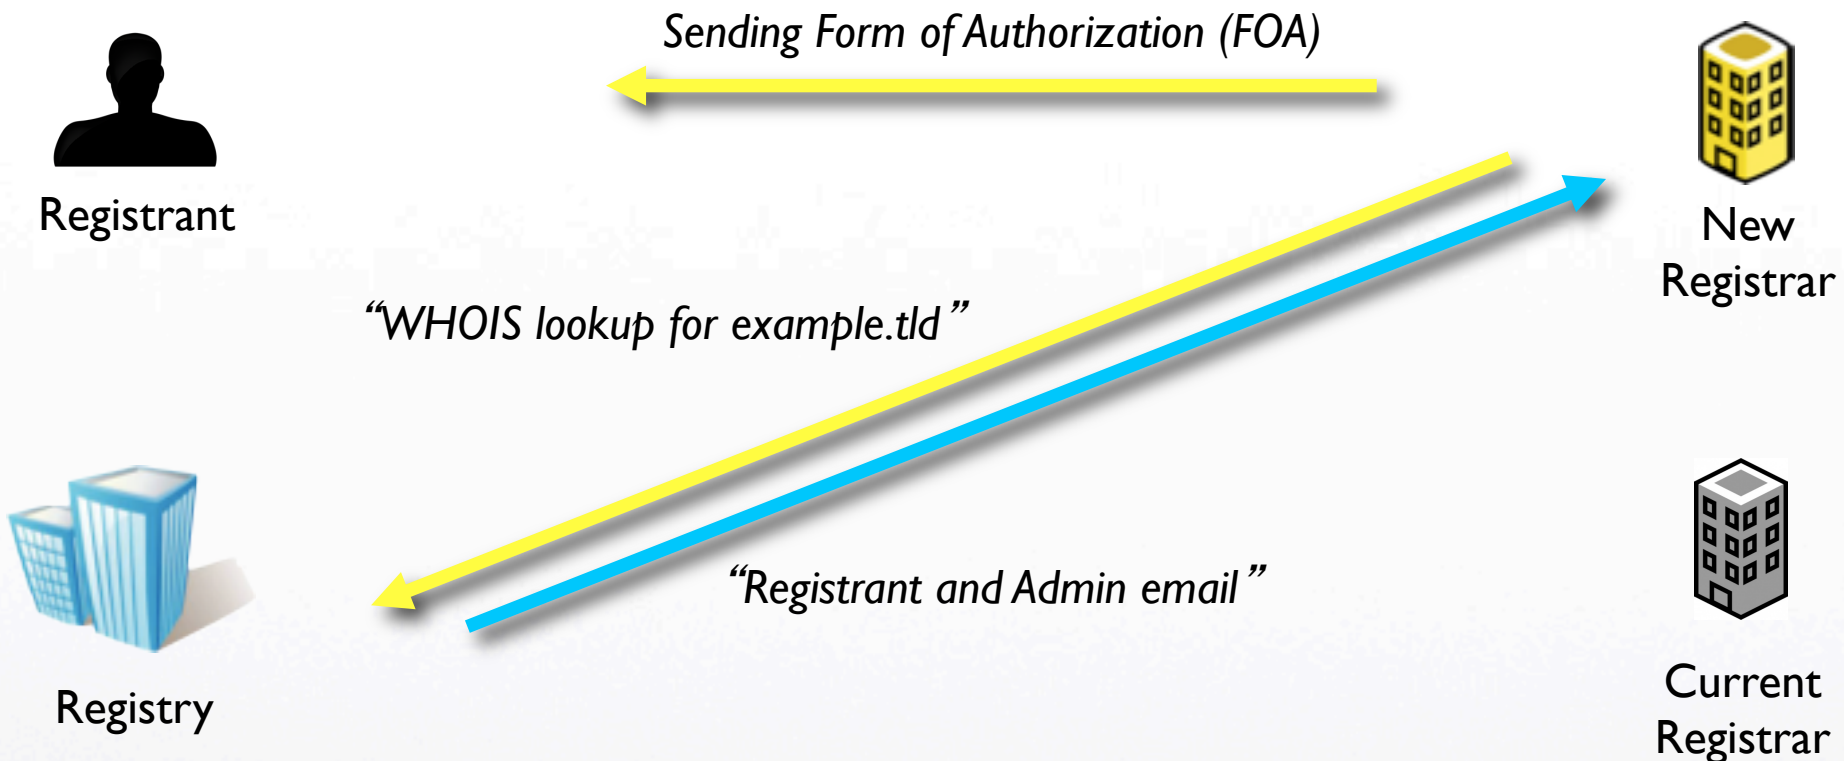 Sending Form of Authorization (FOA)
Registrant
New
Registrar
“WHOIS lookup for example.tld”
“Registrant and Admin email”
Registry
Current
Registrar